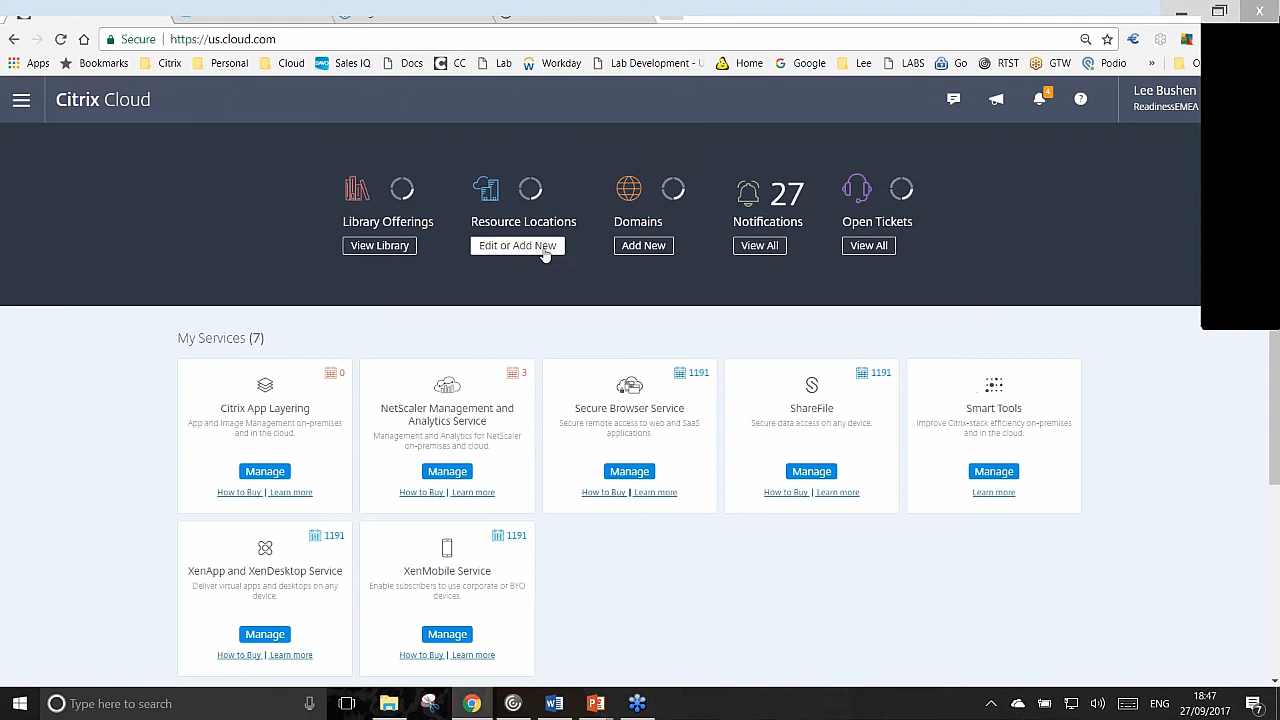 Secure https://us.cloud.com
Apps Bookmarks Citrix Personal Cloud Sales IQ Docs CC Lab Workday Lab Development - U Home Google Lee LABS Go RTST GTW Podio » O
Citrix Cloud
4
Lee Bushen
ReadinessEMEA
27
Library Offerings Resource Locations Domains Notifications Open Tickets
View Library Edit or Add New Add New View All View All
My Services (7)
0
Citrix App Layering
App and Image Management on-premises
and in the cloud.
Manage
How to Buy | Learn more
3
NetScaler Management and
Analytics Service
Management and Analytics for NetScaler
on-premises and cloud.
Manage
How to Buy | Learn more
1191
Secure Browser Service
Secure remote access to web and SaaS
applications
Manage
How to Buy | Learn more
1191
ShareFile
Secure data access on any device.
Manage
How to Buy | Learn more
Smart Tools
Improve Citrix-stack efficiency on-premises
and in the cloud.
Manage
Learn more
1191
XenApp and XenDesktop Service
Deliver virtual apps and desktops on any
device.
Manage
How to Buy | Learn more
1191
XenMobile Service
Enable subscribers to use corporate or BYO
devices.
Manage
How to Buy | Learn more
Type here to search
ENG
18:47
27/09/2017
7